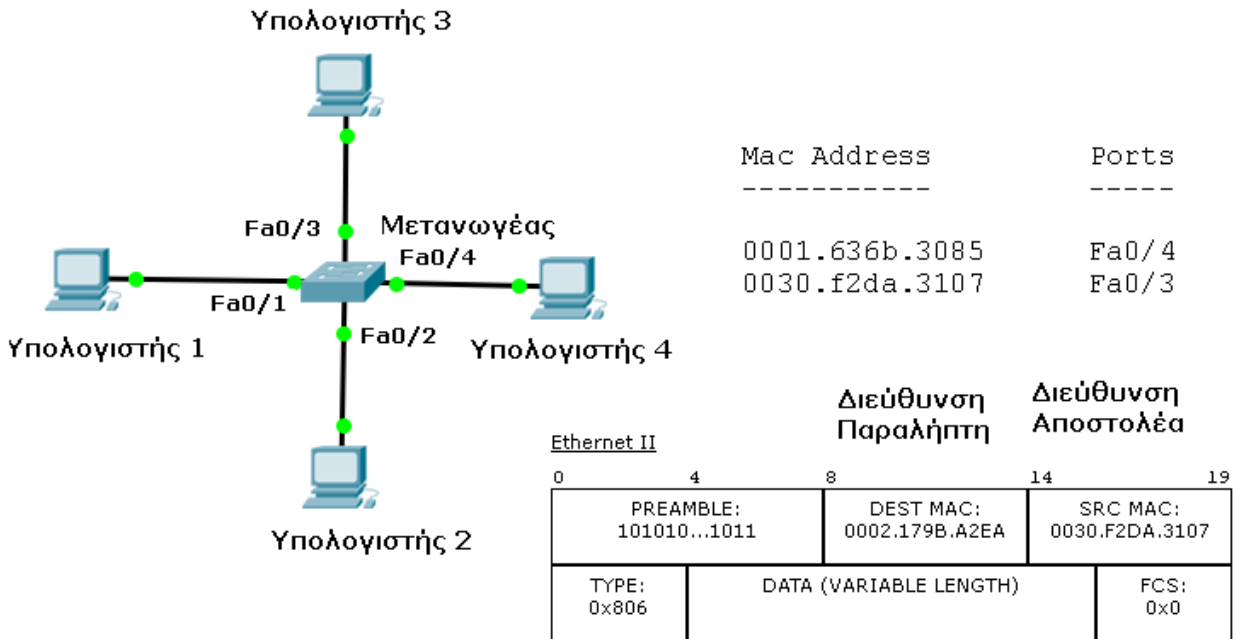 Υπολογιστής 3
Fa0/3
Μετανωγέας
Fa0/4
Fa0/1
Fa0/2
Υπολογιστής 1
Υπολογιστής 4
Υπολογιστής 2
Mac Address Ports
----------- -----
0001.636b.3085 Fa0/4
0030.f2da.3107 Fa0/3
Διεύθυνση Παραλήπτη
Διεύθυνση Αποστολέα
Ethernet II
0 4 8 14 19
PREAMBLE:
101010...1011
DEST MAC:
0002.179B.A2EA
SRC MAC:
0030.F2DA.3107
TYPE:
0x806
DATA (VARIABLE LENGTH)
FCS:
0x0